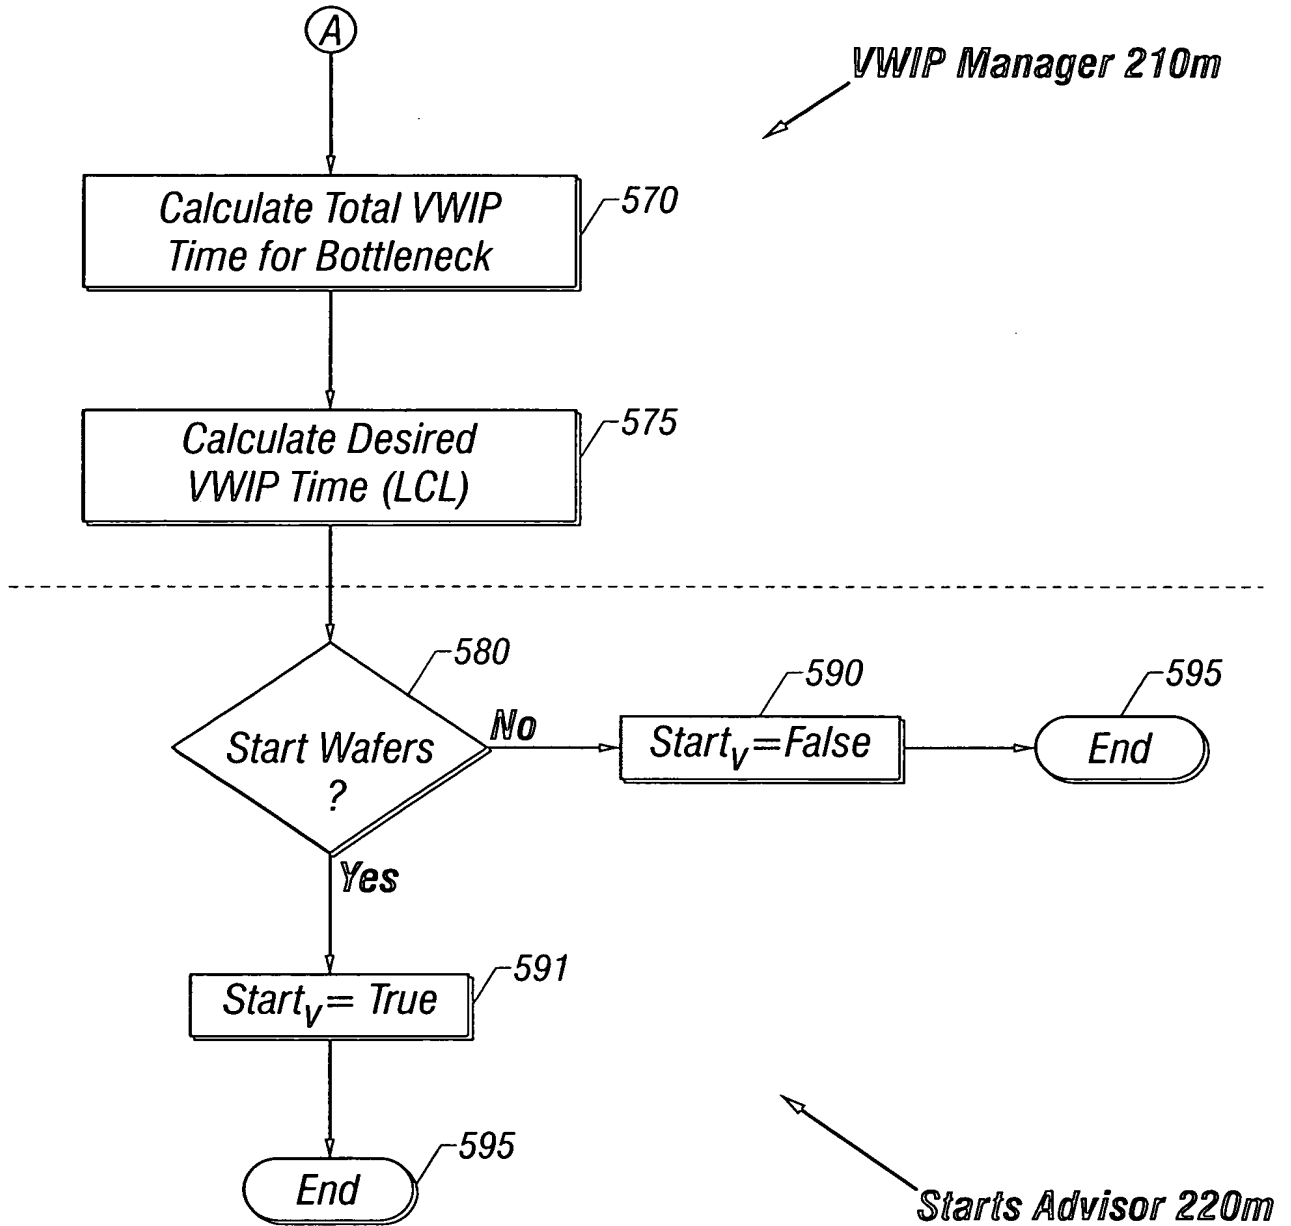 A
VWIP Manager 210m
Calculate Total VWIP
Time for Bottleneck
570
Calculate Desired
VWIP Time (LCL)
575
580
Start Wafers
?
No
590
StartV=False
595
End
Yes
591
StartV= True
595
End
Starts Advisor 220m